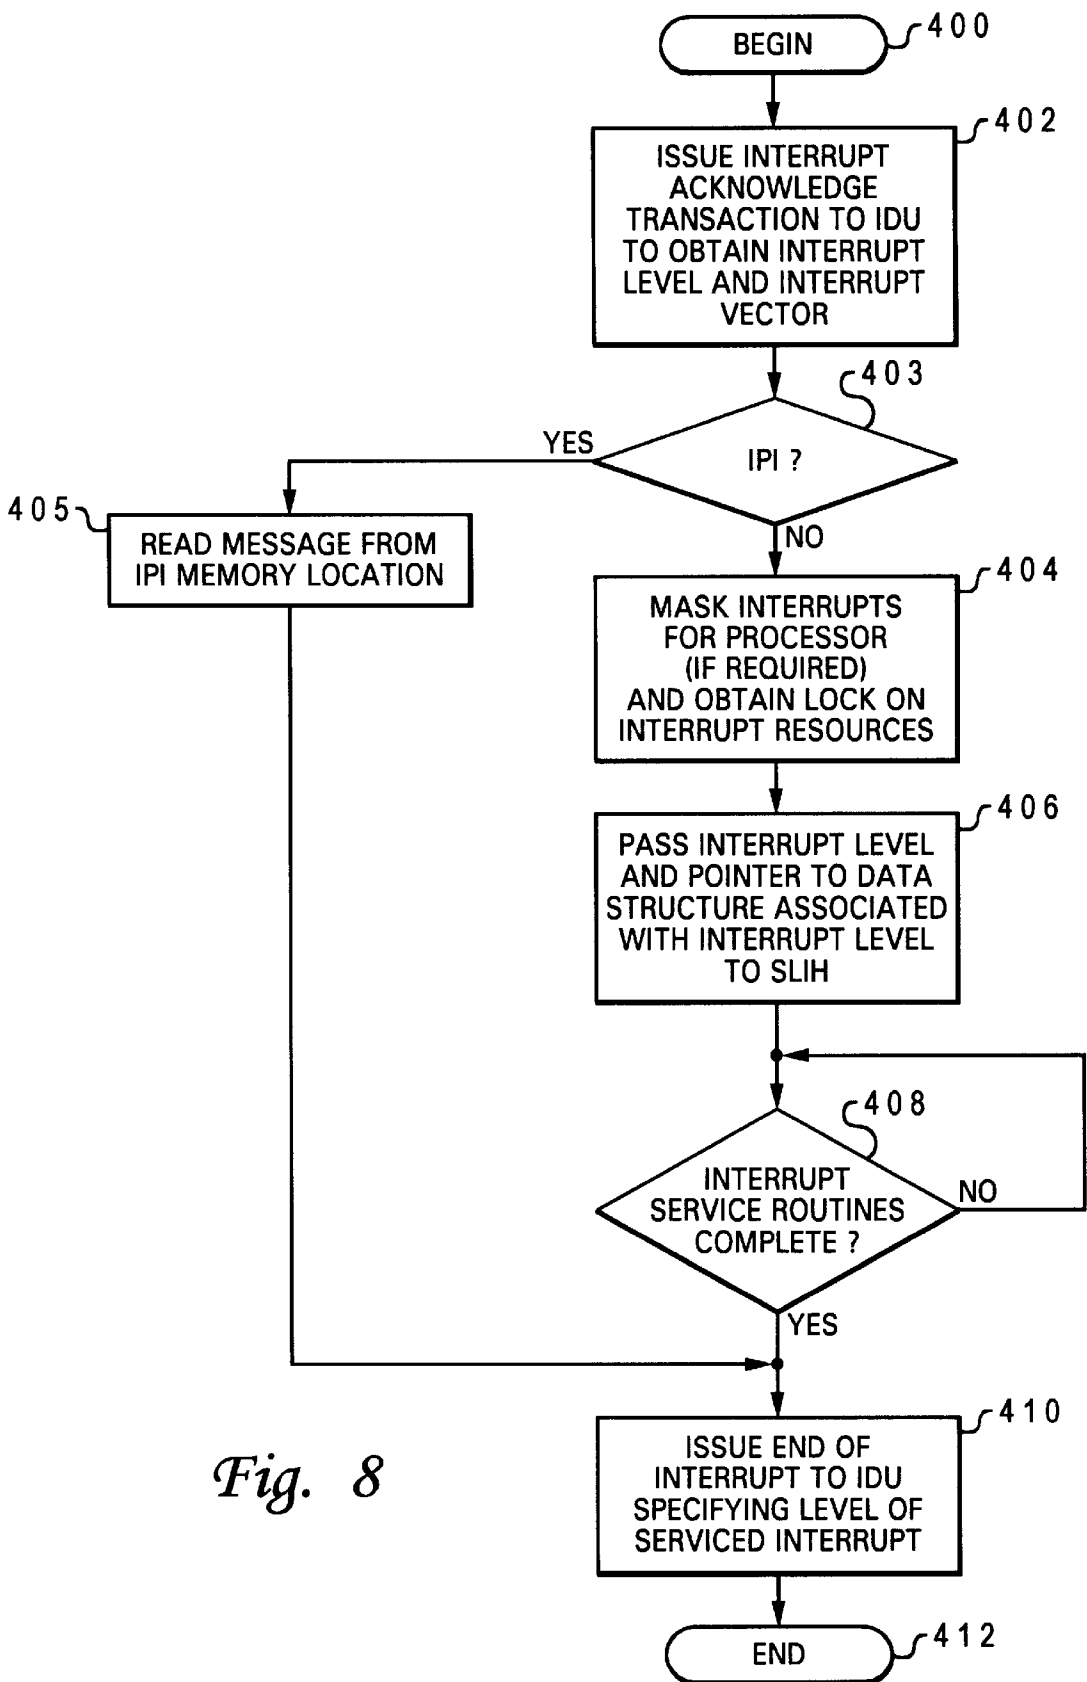 BEGIN
400
402
ISSUE INTERRUPT
ACKNOWLEDGE
TRANSACTION TO IDU
TO OBTAIN INTERRUPT
LEVEL AND INTERRUPT
VECTOR
403
YES
IPI ?
NO
405
READ MESSAGE FROM
IPI MEMORY LOCATION
404
MASK INTERRUPTS
FOR PROCESSOR
(IF REQUIRED)
AND OBTAIN LOCK ON
INTERRUPT RESOURCES
406
PASS INTERRUPT LEVEL
AND POINTER TO DATA
STRUCTURE ASSOCIATED
WITH INTERRUPT LEVEL
TO SLIH
408
INTERRUPT
SERVICE ROUTINES
COMPLETE ?
NO
YES
410
ISSUE END OF
INTERRUPT TO IDU
SPECIFYING LEVEL OF
SERVICED INTERRUPT
Fig. 8
END
412